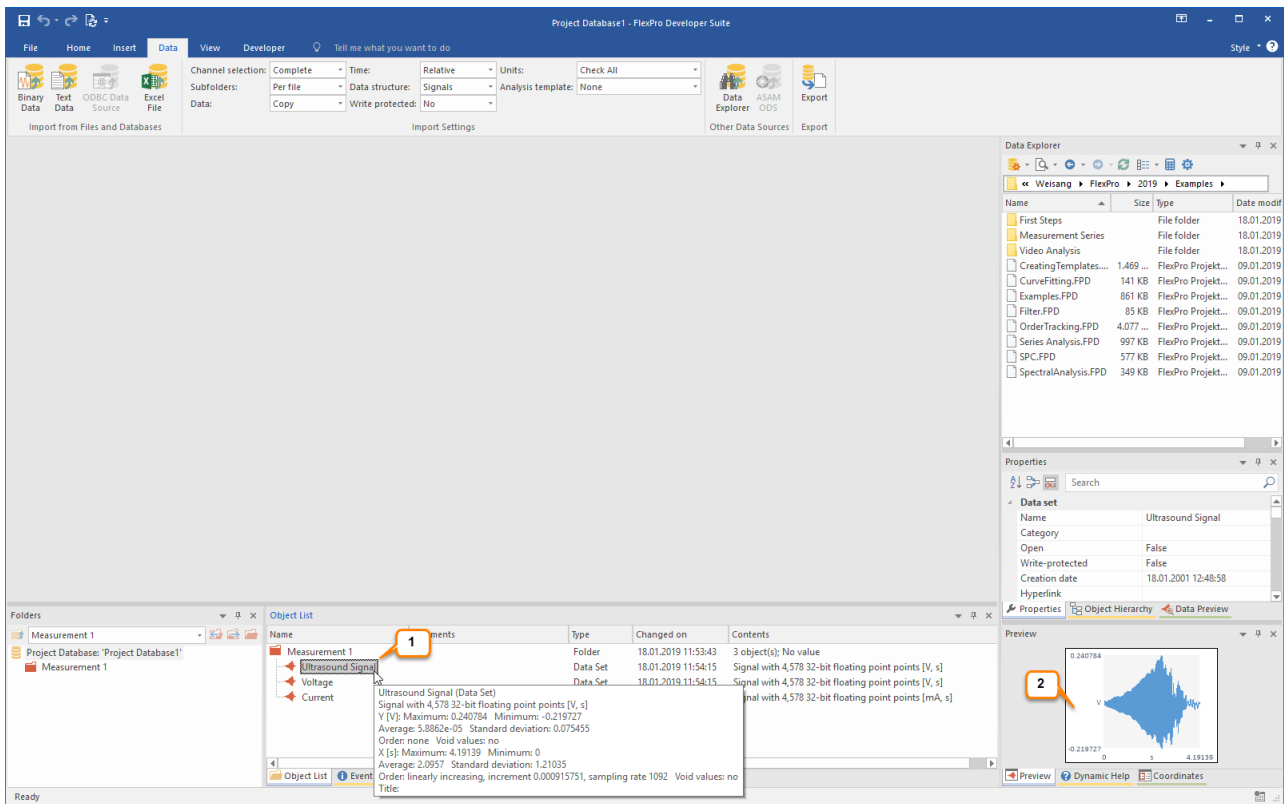 Project Database1 - FlexPro Developer Suite
File Home Insert Data View Developer Tell me what you want to do Style
Channel selection: Complete Time: Relative Units: Check All
Subfolders: Per file Data structure: Signals Analysis template: None
Data: Copy Write protected: No
Binary Data
Text Data
ODBC Data Source
Excel File
Data Explorer
ASAM ODS
Export
Import from Files and Databases Import Settings Other Data Sources Export
Data Explorer
« Weisang FlexPro 2019 Examples
Name Size Type Date modif
First Steps File folder 18.01.2019
Measurement Series File folder 18.01.2019
Video Analysis File folder 18.01.2019
CreatingTemplates.... 1.469 ... FlexPro Projekt... 09.01.2019
CurveFitting.FPD 141 KB FlexPro Projekt... 09.01.2019
Examples.FPD 861 KB FlexPro Projekt... 09.01.2019
Filter.FPD 85 KB FlexPro Projekt... 09.01.2019
OrderTracking.FPD 4.077 ... FlexPro Projekt... 09.01.2019
Series Analysis.FPD 997 KB FlexPro Projekt... 09.01.2019
SPC.FPD 577 KB FlexPro Projekt... 09.01.2019
SpectralAnalysis.FPD 349 KB FlexPro Projekt... 09.01.2019
Properties
Search
Data set
Name Ultrasound Signal
Category
Open False
Write-protected False
Creation date 18.01.2001 12:48:58
Hyperlink
Properties Object Hierarchy Data Preview
Folders
Measurement 1
Project Database: 'Project Database1'
Measurement 1
Object List
Name ments Type Changed on Contents
Measurement 1 Folder 18.01.2019 11:53:43 3 object(s); No value
Ultrasound Signal Data Set 18.01.2019 11:54:15 Signal with 4,578 32-bit floating point points [V, s]
Voltage Data Set 18.01.2019 11:54:15 Signal with 4,578 32-bit floating point points [V, s]
Current gnal with 4,578 32-bit floating point points [mA, s]
1
Ultrasound Signal (Data Set)
Signal with 4,578 32-bit floating point points [V, s]
Y [V]: Maximum: 0.240784 Minimum: -0.219727
Average: 5.8862e-05 Standard deviation: 0.075455
Order: none Void values: no
X [s]: Maximum: 4.19139 Minimum: 0
Average: 2.0957 Standard deviation: 1.21035
Order: linearly increasing, increment 0.000915751, sampling rate 1092 Void values: no
Title:
Object List Event
Preview
2
0.240784
V
-0.219727
0 s 4.19139
Preview Dynamic Help Coordinates
Ready